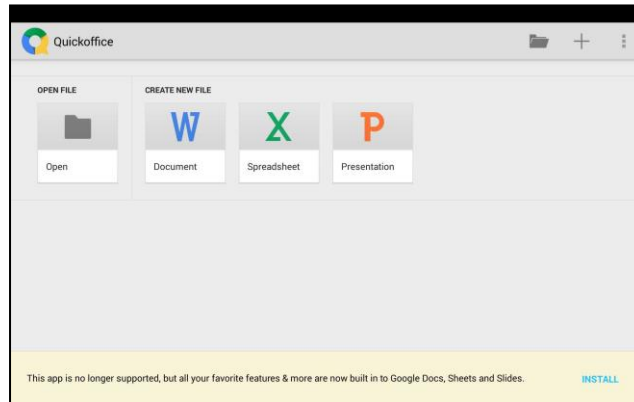 Quickoffice
OPEN FILE
CREATE NEW FILE
W
X
P
Open
Document
Spreadsheet
Presentation
This app is no longer supported, but all your favorite features & more are now built in to Google Docs, Sheets and Slides.
INSTALL